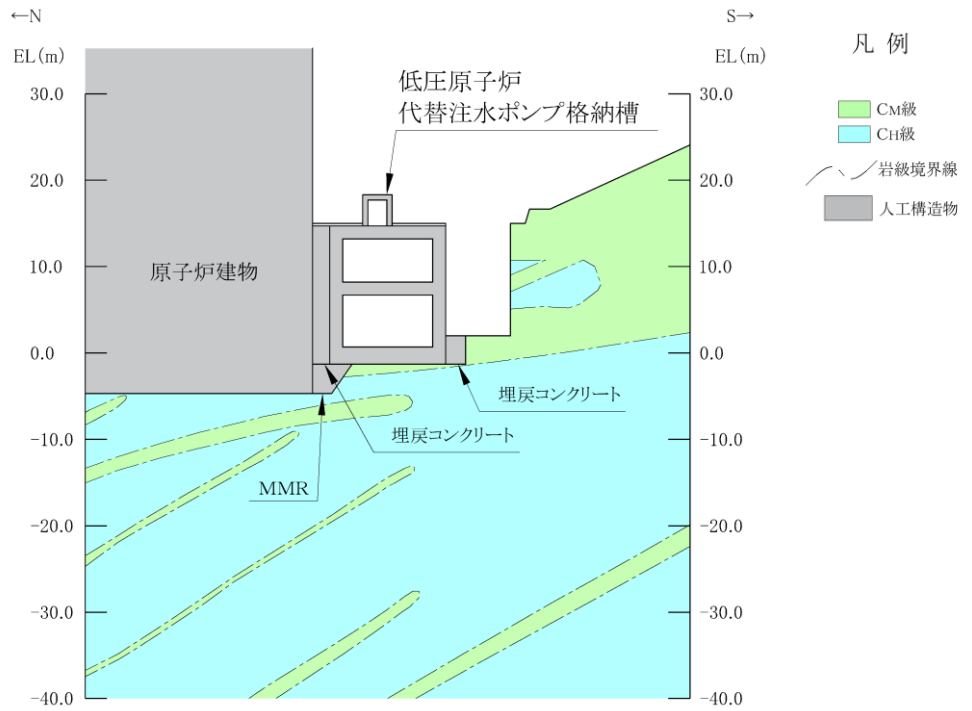 ←N
S→
EL(m)
EL(m)
凡 例
30.0
30.0
20.0
20.0
10.0
10.0
0.0
0.0
-10.0
-10.0
-20.0
-20.0
-30.0
-30.0
-40.0
-40.0
低圧原子炉
代替注水ポンプ格納槽
原子炉建物
埋戻コンクリート
埋戻コンクリート
MMR
CM級
CH級
岩級境界線
人工構造物